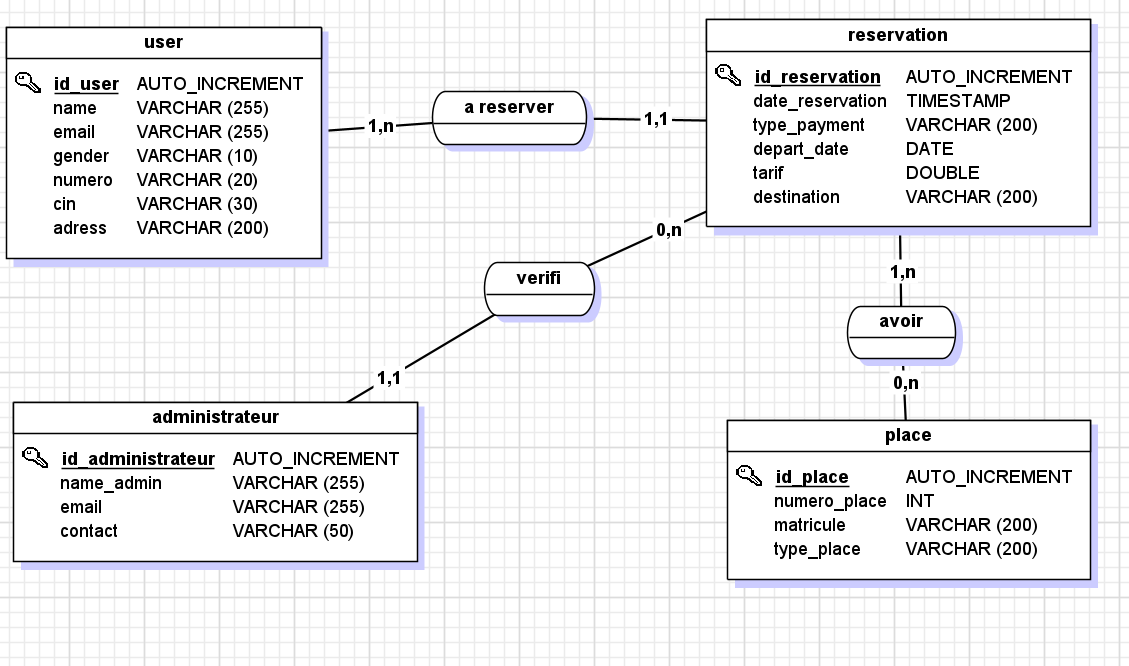 user
id_user AUTO_INCREMENT
name VARCHAR (255)
email VARCHAR (255)
gender VARCHAR (10)
numero VARCHAR (20)
cin VARCHAR (30)
adress VARCHAR (200)
1,n
a reserver
1,1
reservation
id_reservation AUTO_INCREMENT
date_reservation TIMESTAMP
type_payment VARCHAR (200)
depart_date DATE
tarif DOUBLE
destination VARCHAR (200)
0,n
verifi
1,1
1,n
avoir
0,n
administrateur
id_administrateur AUTO_INCREMENT
name_admin VARCHAR (255)
email VARCHAR (255)
contact VARCHAR (50)
place
id_place AUTO_INCREMENT
numero_place INT
matricule VARCHAR (200)
type_place VARCHAR (200)